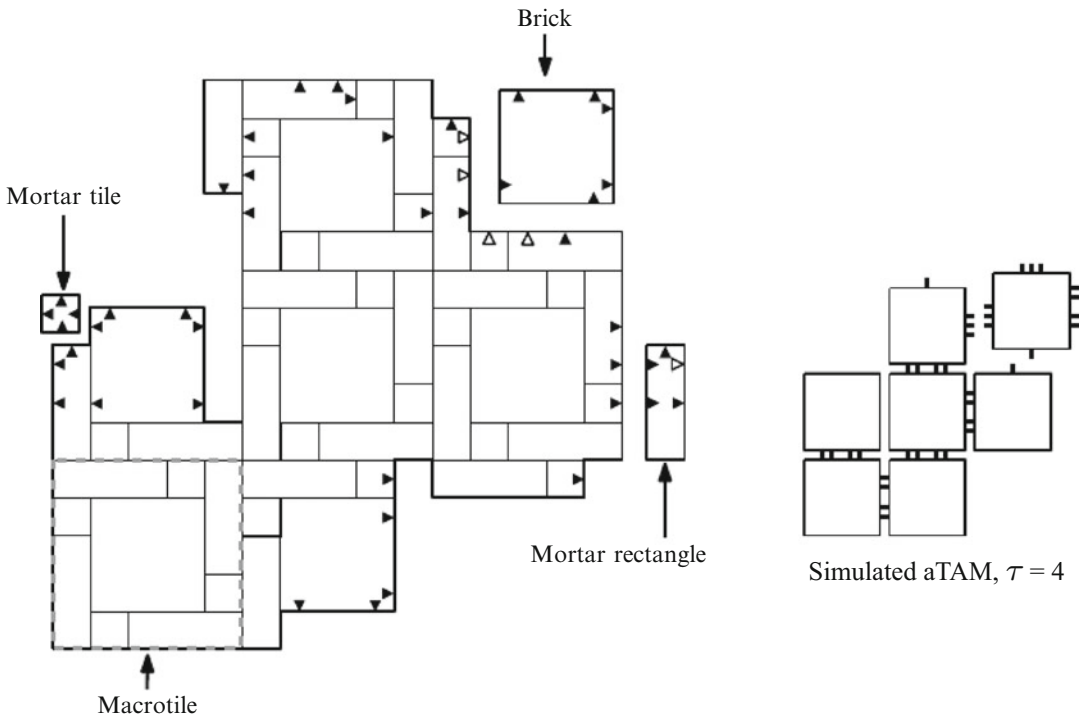 Brick
Mortar tile
Mortar rectangle
Simulated aTAM, τ = 4
Macrotile